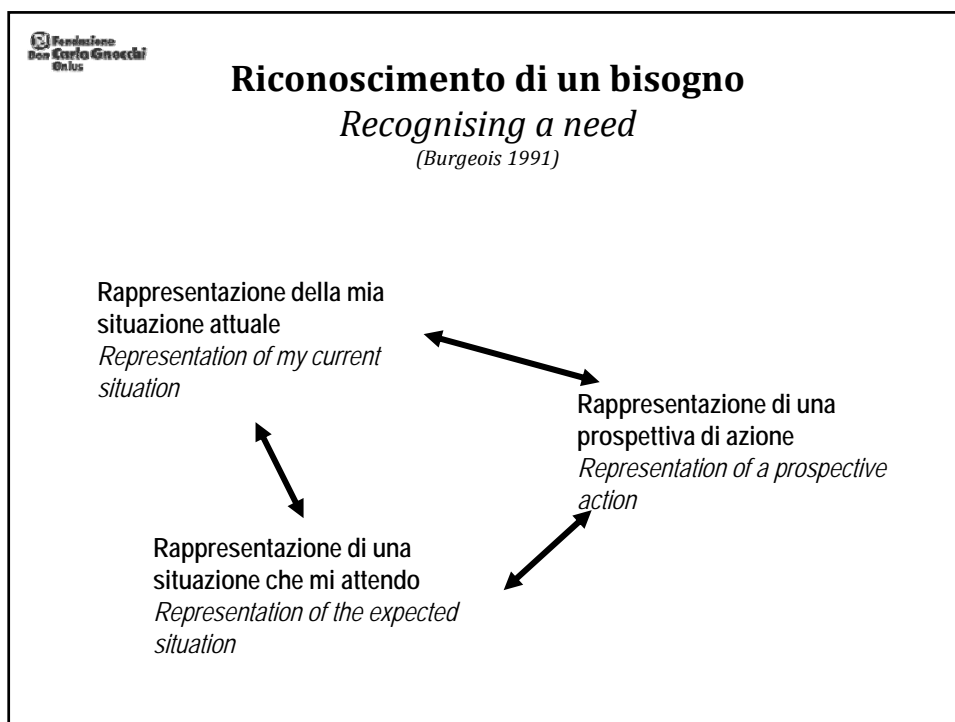 Fondazione
Don Carlo Gnocchi
Onlus
Riconoscimento di un bisogno
Recognising a need
(Burgeois 1991)
Rappresentazione della mia
situazione attuale
Representation of my current
situation
Rappresentazione di una
prospettiva di azione
Representation of a prospective
action
Rappresentazione di una
situazione che mi attendo
Representation of the expected
situation